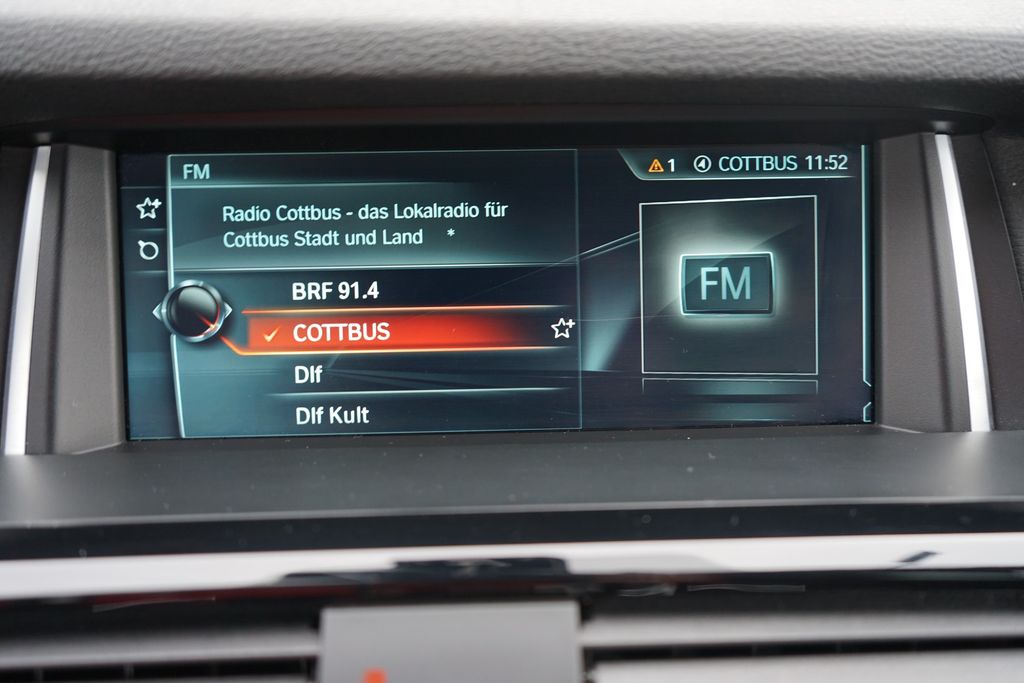 FM
1 COTTBUS 11:52
Radio Cottbus - das Lokalradio für
Cottbus Stadt und Land *
BRF 91.4
COTTBUS
Dlf
Dlf Kult
FM